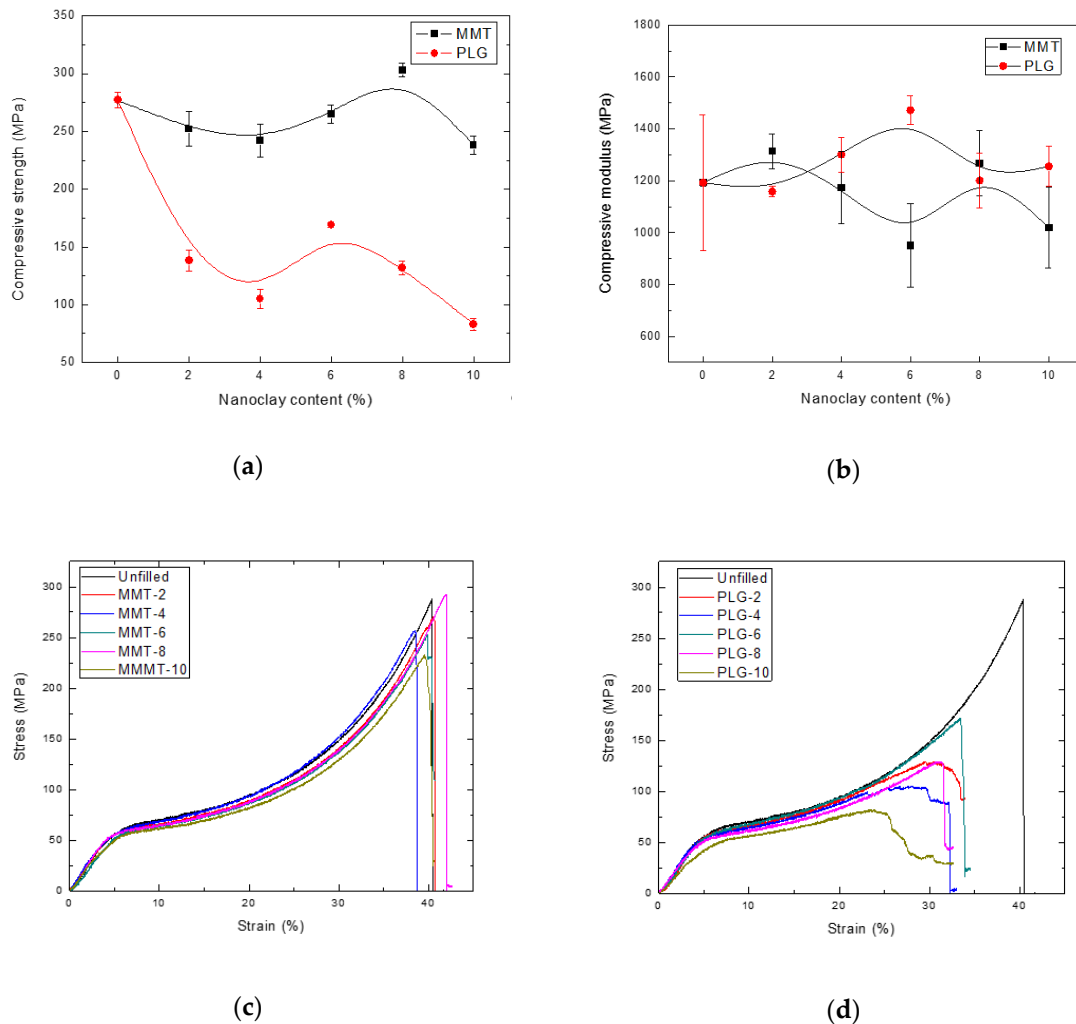 350
300
250
200
150
100
50
Compressive strength (MPa)
MMT
PLG
0 2 4 6 8 10
Nanoclay content (%)
(a)
1800
1600
1400
1200
1000
800
600
Compressive modulus (MPa)
MMT
PLG
0 2 4 6 8 10
Nanoclay content (%)
(b)
300
250
200
150
100
50
0
Stress (MPa)
Unfilled
MMT-2
MMT-4
MMT-6
MMT-8
MMMT-10
0 5 10 15 20 25 30 35 40
Strain (%)
(c)
300
250
200
150
100
50
0
Stress (MPa)
Unfilled
PLG-2
PLG-4
PLG-6
PLG-8
PLG-10
0 5 10 15 20 25 30 35 40
Strain (%)
(d)